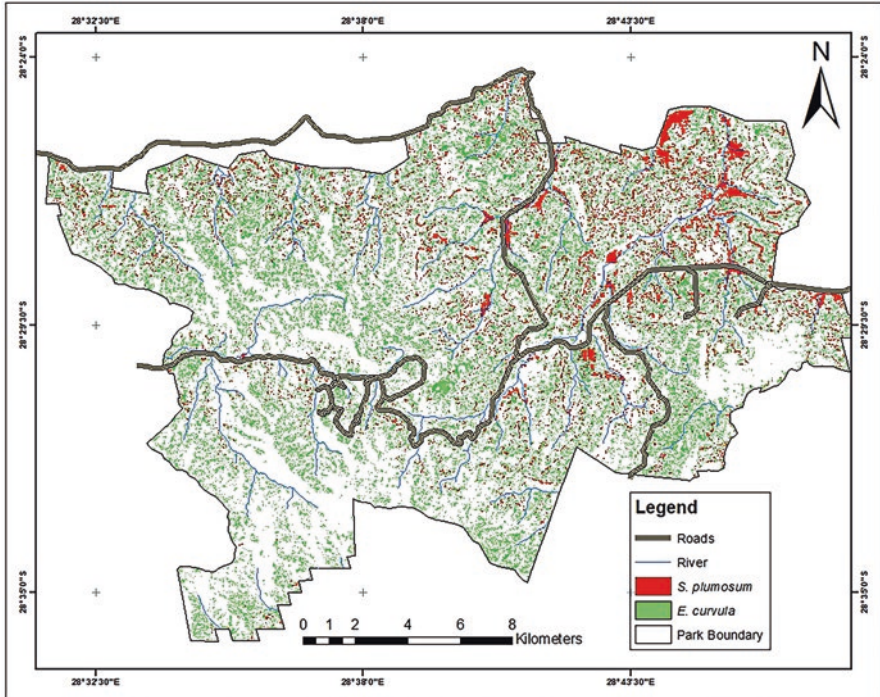 28°32'30"E 28°38'0"E 28°43'30"E
28°24'0"S 28°24'0"S
N
28°29'30"S 28°29'30"S
28°35'0"S 28°35'0"S
Legend
Roads
River
S. plumosum
E. curvula
Park Boundary
0 1 2 4 6 8
Kilometers
28°32'30"E 28°38'0"E 28°43'30"E